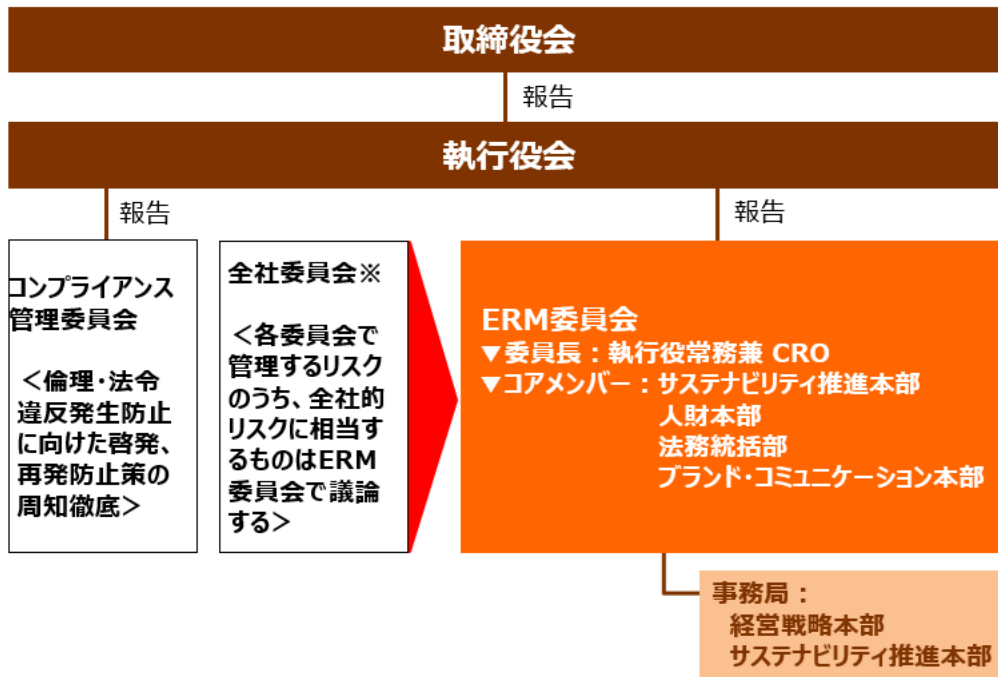 取締役会
報告
執行役会
報告
報告
コンプライアンス
管理委員会
＜倫理・法令
違反発生防止
に向けた啓発、
再発防止策の
周知徹底＞
全社委員会※
＜各委員会で
管理するリスク
のうち、全社的
リスクに相当す
るものはERM
委員会で議論
する＞
ERM委員会
▼委員長：執行役常務兼 CRO
▼コアメンバー：サステナビリティ推進本部
人財本部
法務統括部
ブランド・コミュニケーション本部
事務局：
経営戦略本部
サステナビリティ推進本部